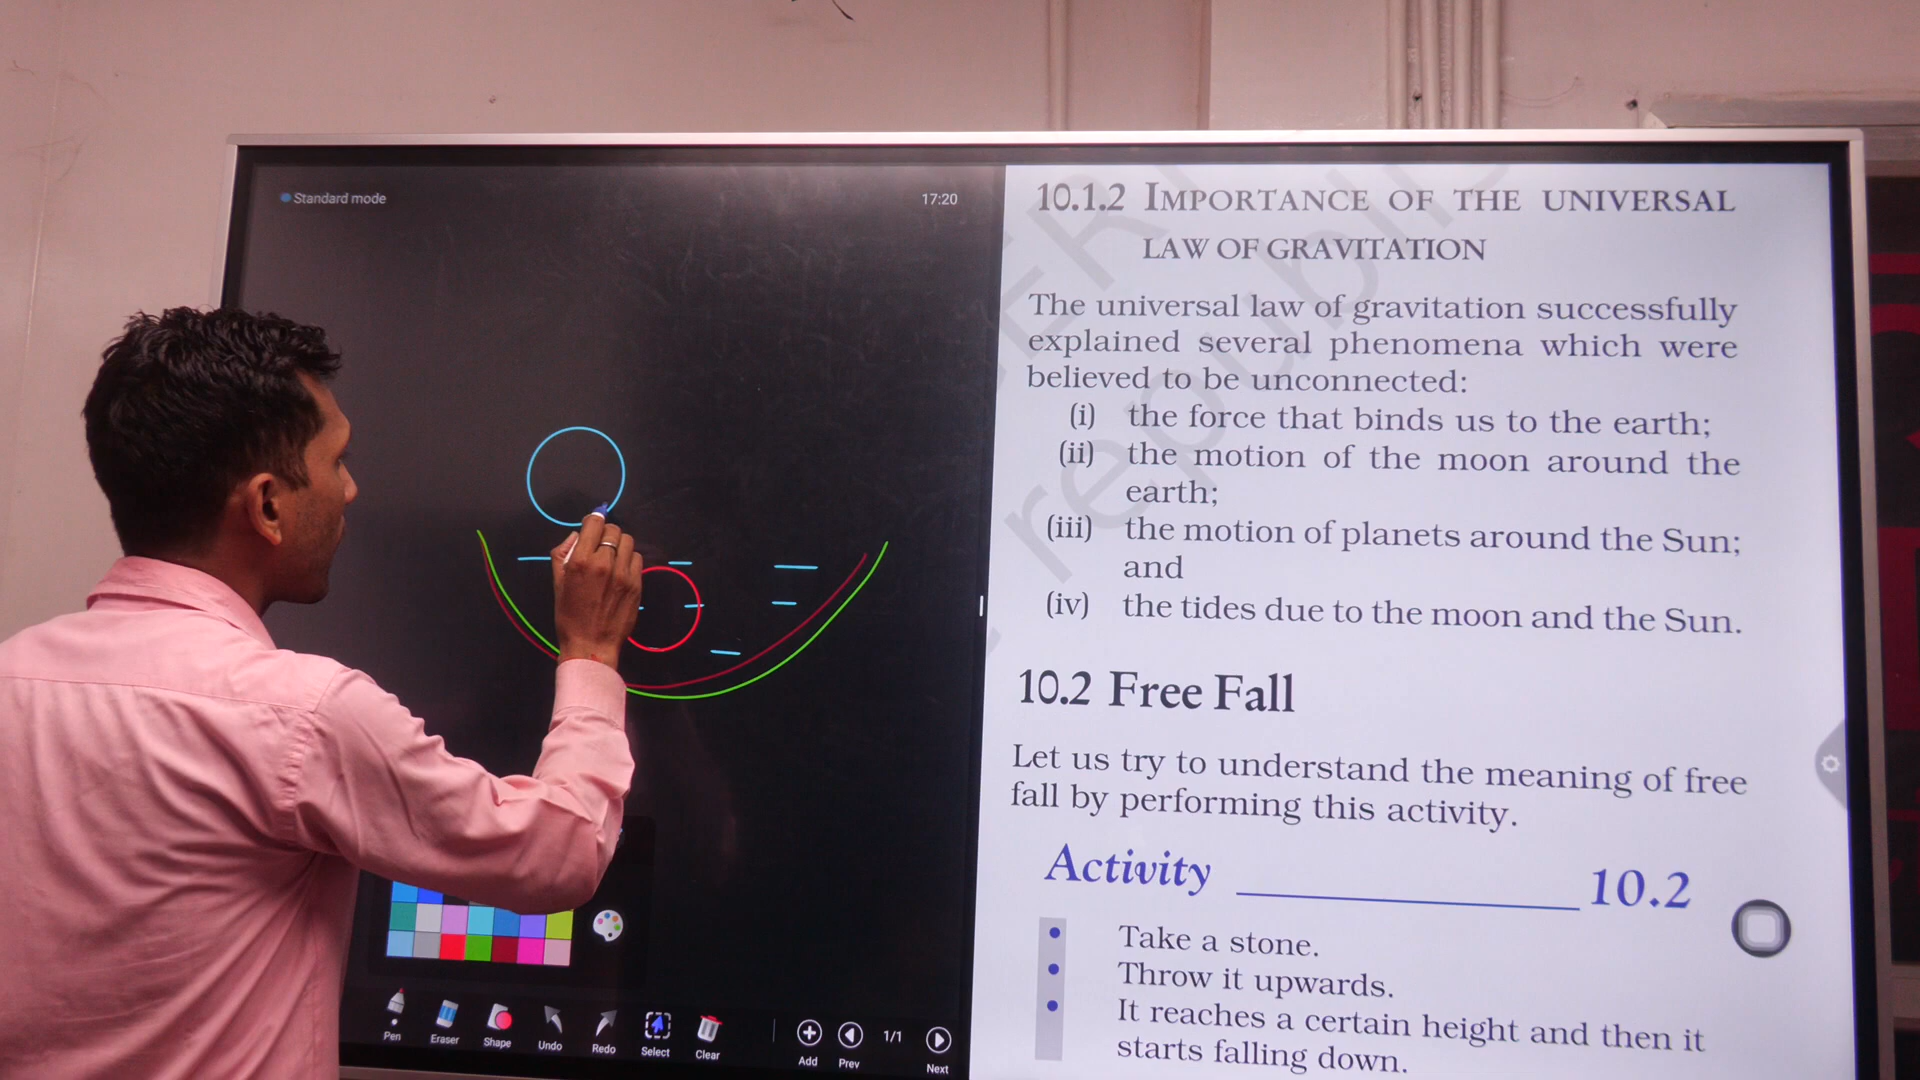 Standard mode
17:20
Pen
Eraser
Shape
Undo
Redo
Select
Clear
Add
Prev
1/1
Next
10.1.2 IMPORTANCE OF THE UNIVERSAL
LAW OF GRAVITATION
The universal law of gravitation successfully
explained several phenomena which were
believed to be unconnected:
(i) the force that binds us to the earth;
(ii) the motion of the moon around the
earth;
(iii) the motion of planets around the Sun;
and
(iv) the tides due to the moon and the Sun.
10.2 Free Fall
Let us try to understand the meaning of free
fall by performing this activity.
Activity 10.2
• Take a stone.
• Throw it upwards.
• It reaches a certain height and then it
starts falling down.